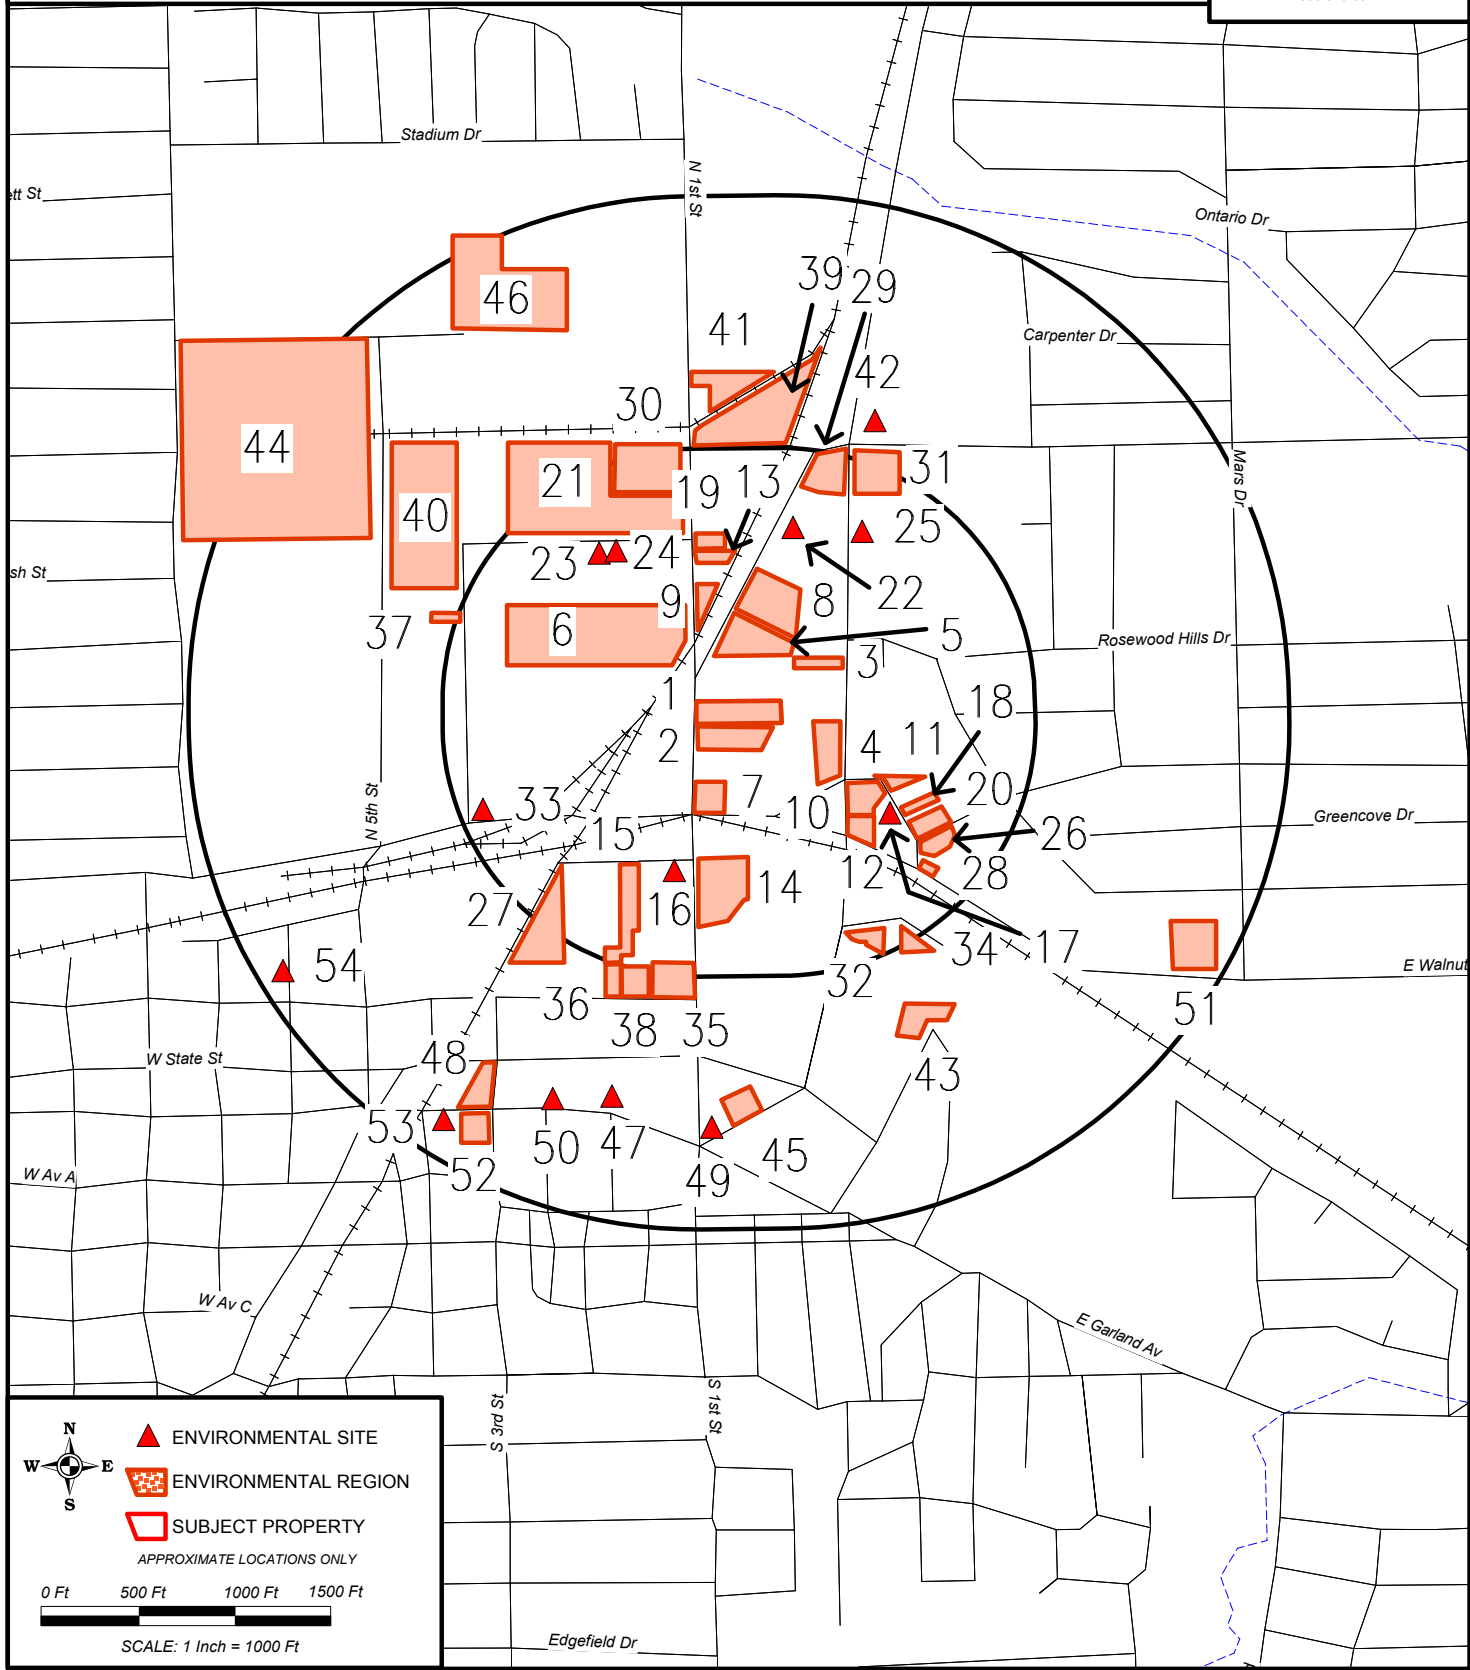 Stadium Dr
ett St
N 1st St
Ontario Dr
46
39
29
41
Carpenter Dr
42
30
44
21
19
13
31
40
Mars Dr
25
23
24
sh St
9
8
22
37
6
5
Rosewood Hills Dr
3
1
18
2
4
11
33
7
20
N 5th St
10
Greencove Dr
15
26
12
28
27
16
14
34
17
54
E Walnut
32
36
38
35
51
W State St
48
43
53
50
47
45
W Av A
52
49
W Av C
E Garland Av
S 3rd St
S 1st St
N
W E
S
ENVIRONMENTAL SITE
ENVIRONMENTAL REGION
SUBJECT PROPERTY
APPROXIMATE LOCATIONS ONLY
0 Ft 500 Ft 1000 Ft 1500 Ft
SCALE: 1 Inch = 1000 Ft
Edgefield Dr